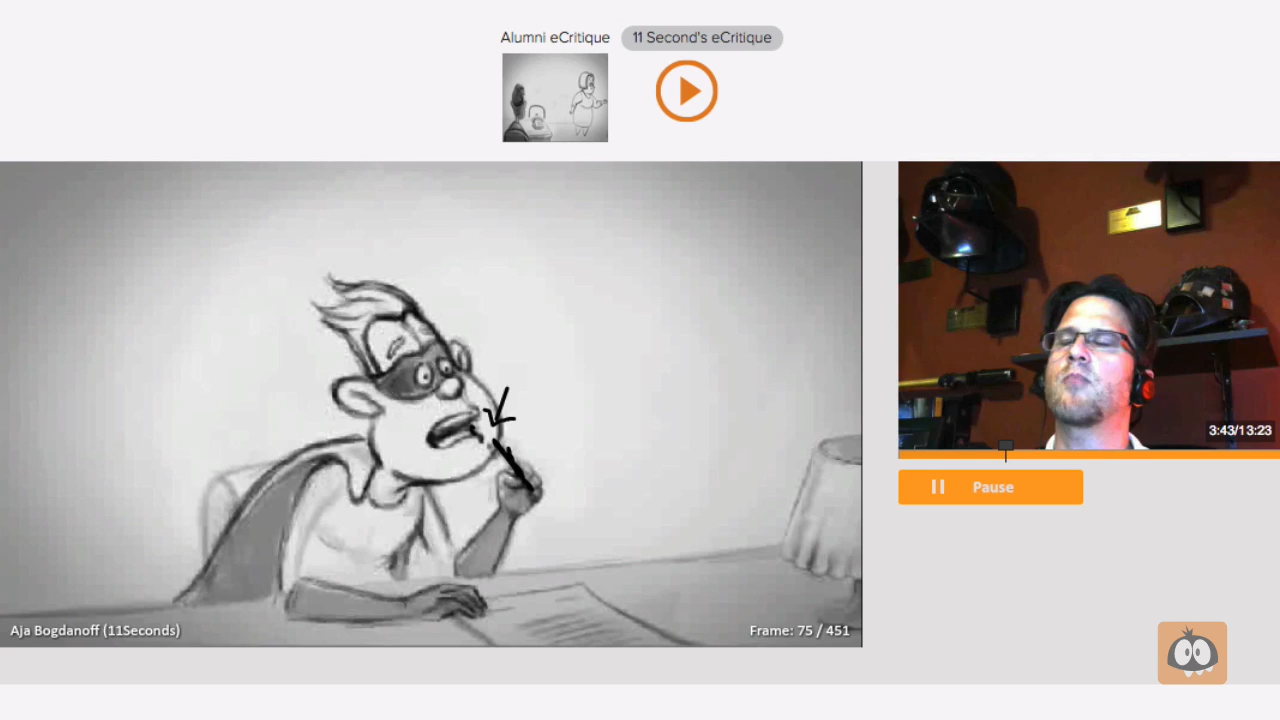 Alumni eCritique
11 Second's eCritique
3:43/13:23
Pause
Aja Bogdanoff (11Seconds)
Frame: 75 / 451